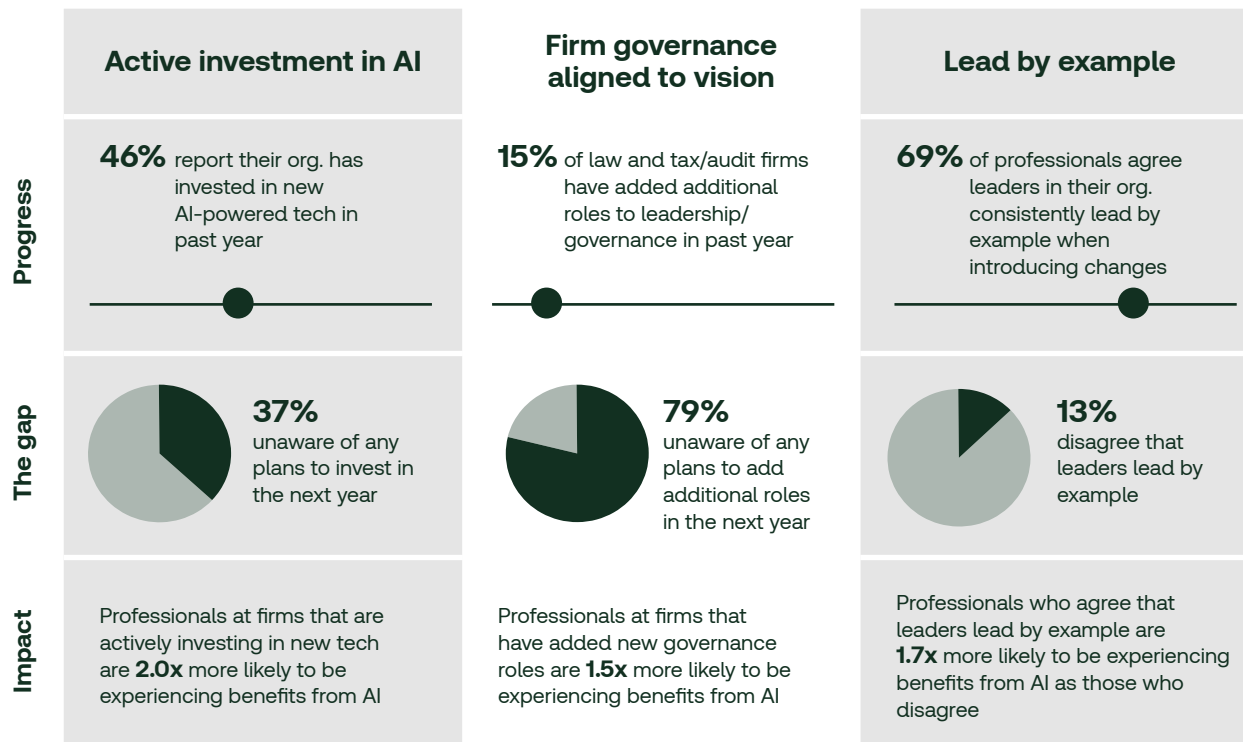 Active investment in AI
Firm governance
aligned to vision
Lead by example
Progress
46% report their org. has
invested in new
AI-powered tech in
past year
15% of law and tax/audit firms
have added additional
roles to leadership/
governance in past year
69% of professionals agree
leaders in their org.
consistently lead by
example when
introducing changes
The gap
37%
unaware of any
plans to invest in
the next year
79%
unaware of any
plans to add
additional roles
in the next year
13%
disagree that
leaders lead by
example
Impact
Professionals at firms that are
actively investing in new tech
are 2.0x more likely to be
experiencing benefits from AI
Professionals at firms that
have added new governance
roles are 1.5x more likely to be
experiencing benefits from AI
Professionals who agree that
leaders lead by example are
1.7x more likely to be experiencing
benefits from AI as those who
disagree